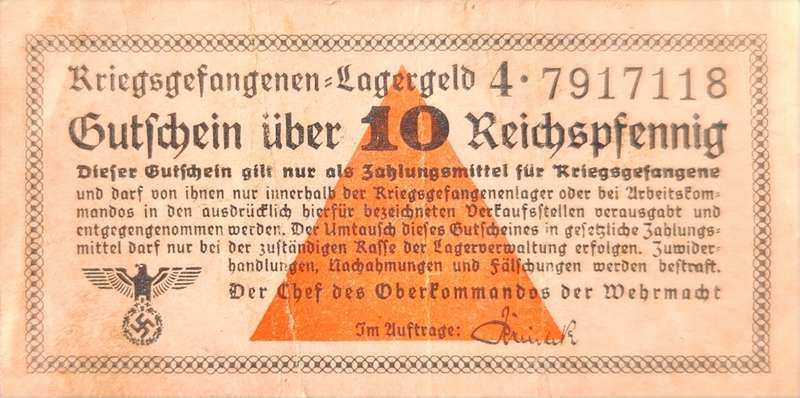 Kriegsgefangenen=Lagergeld 4·7917118
Gutschein über 10 Reichspfennig
Dieser Gutschein gilt nur als Zahlungsmittel für Kriegsgefangene
und darf von ihnen nur innerhalb der Kriegsgefangenenlager oder bei Arbeitskom-
mandos in den ausdrücklich hierfür bezeichneten Verkaufsstellen verausgabt und
entgegengenommen werden. Der Umtausch dieses Gutscheines in gesetzliche Zahlungs-
mittel darf nur bei der zuständigen Kasse der Lagerverwaltung erfolgen. Zuwider-
handlungen, Nachahmungen und Fälschungen werden bestraft.
Der Chef des Oberkommandos der Wehrmacht
Im Auftrage: